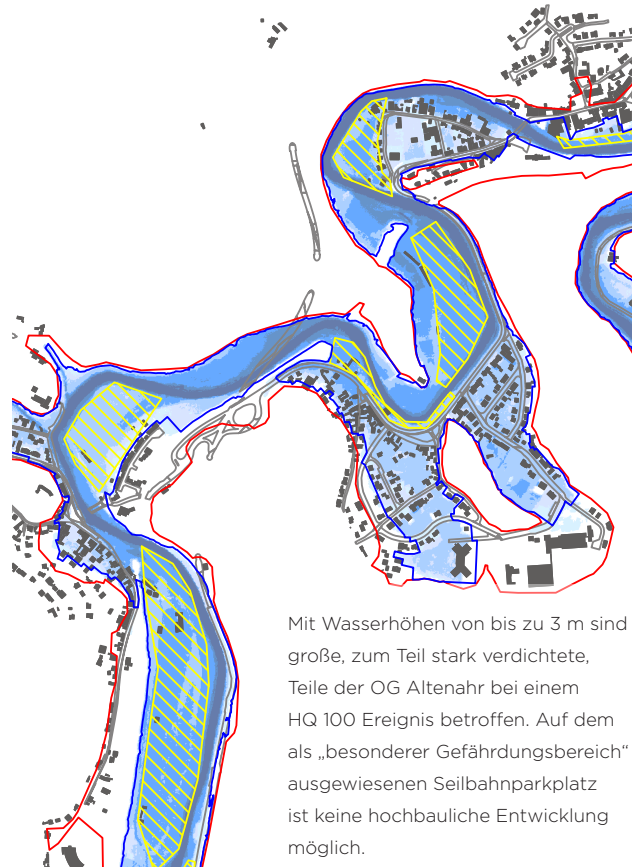 Mit Wasserhöhen von bis zu 3 m sind
große, zum Teil stark verdichtete,
Teile der OG Altenahr bei einem
HQ 100 Ereignis betroffen. Auf dem
als „besonderer Gefährdungsbereich“
ausgewiesenen Seilbahnparkplatz
ist keine hochbauliche Entwicklung
möglich.